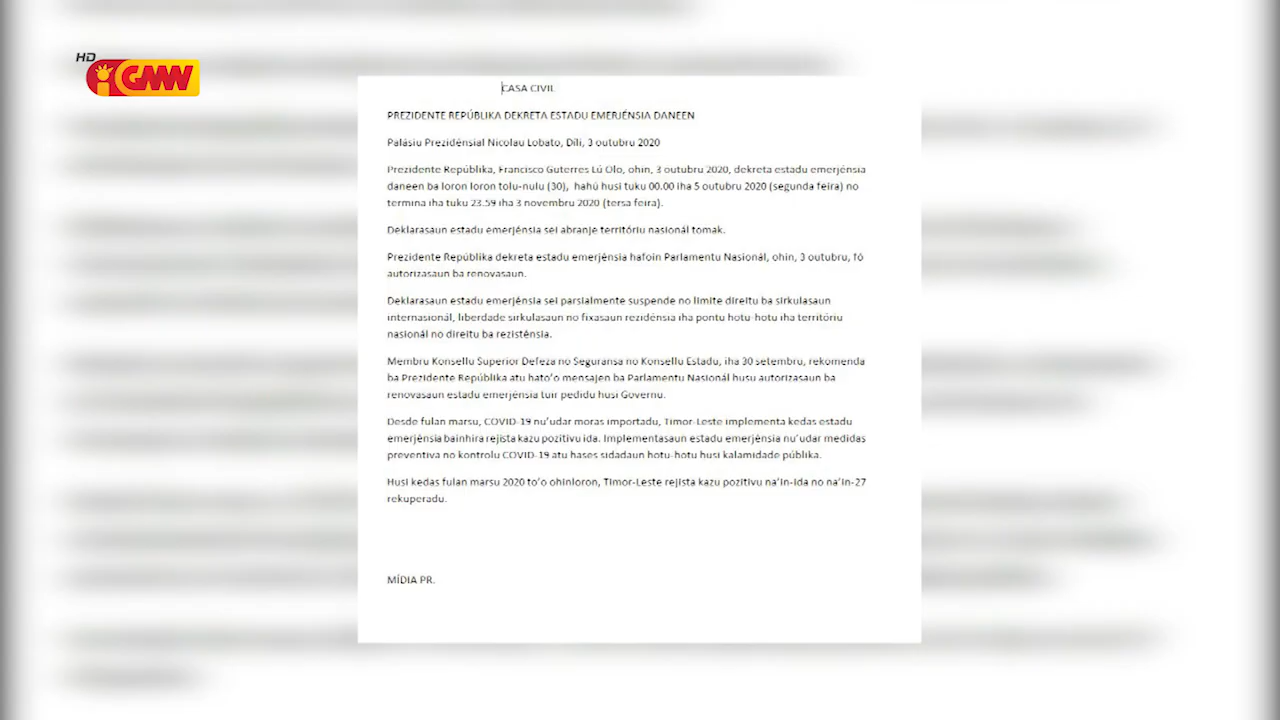 HD
GMN
CASA CIVIL
PREZIDENTE REPÚBLIKA DEKRETA ESTADU EMERJÉNSIA DANEEN
Palásiu Prezidénsial Nicolau Lobato, Díli, 3 outubru 2020
Prezidente Repúblika, Francisco Guterres Lú Olo, ohin, 3 outubru 2020, dekreta estadu emerjénsia
daneen ba loron loron tolu-nulu (30), hahú husi tuku 00.00 iha 5 outubru 2020 (segunda feira) no
termina iha tuku 23.59 iha 3 novembru 2020 (tersa feira).
Deklarasaun estadu emerjénsia sei abranje territóriu nasionál tomak.
Prezidente Repúblika dekreta estadu emerjénsia hafoin Parlamentu Nasionál, ohin, 3 outubru, fó
autorizasaun ba renovasaun.
Deklarasaun estadu emerjénsia sei parsialmente suspende no limite direitu ba sirkulasaun
internasionál, liberdade sirkulasaun no fixasaun rezidénsia iha pontu hotu-hotu iha territóriu
nasionál no direitu ba rezisténsia.
Membru Konsellu Superior Defeza no Seguransa no Konsellu Estadu, iha 30 setembru, rekomenda
ba Prezidente Repúblika atu hato’o mensajen ba Parlamentu Nasionál husu autorizasaun ba
renovasaun estadu emerjénsia tuir pedidu husi Governu.
Desde fulan marsu, COVID-19 nu’udar moras importadu, Timor-Leste implementa kedas estadu
emerjénsia bainhira rejista kazu pozitivu ida. Implementasaun estadu emerjénsia nu’udar medidas
preventiva no kontrolu COVID-19 atu hases sidadaun hotu-hotu husi kalamidade públika.
Husi kedas fulan marsu 2020 to’o ohinloron, Timor-Leste rejista kazu pozitivu na’in-ida no na’in-27
rekuperadu.
MÍDIA PR.